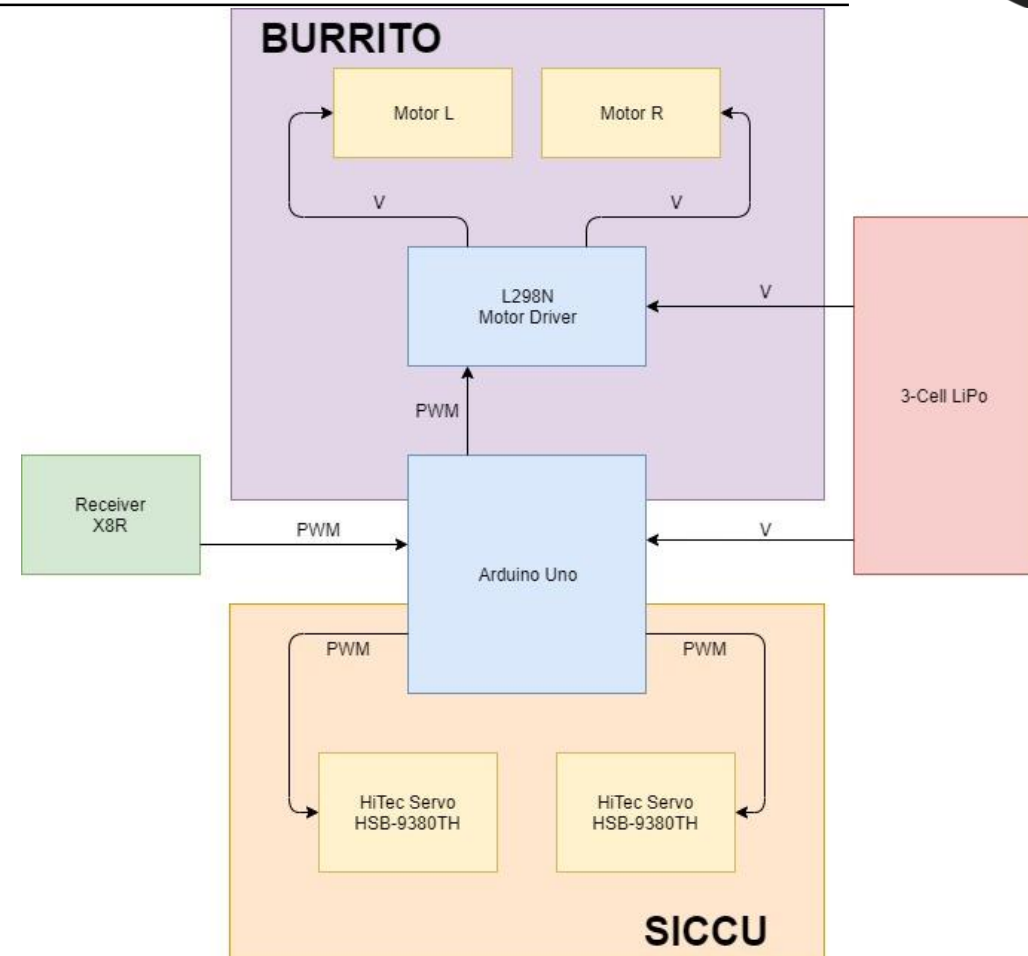 BURRITO
Motor L
Motor R
V
V
L298N
Motor Driver
V
3-Cell LiPo
PWM
Receiver
X8R
PWM
V
Arduino Uno
PWM
PWM
HiTec Servo
HSB-9380TH
HiTec Servo
HSB-9380TH
SICCU